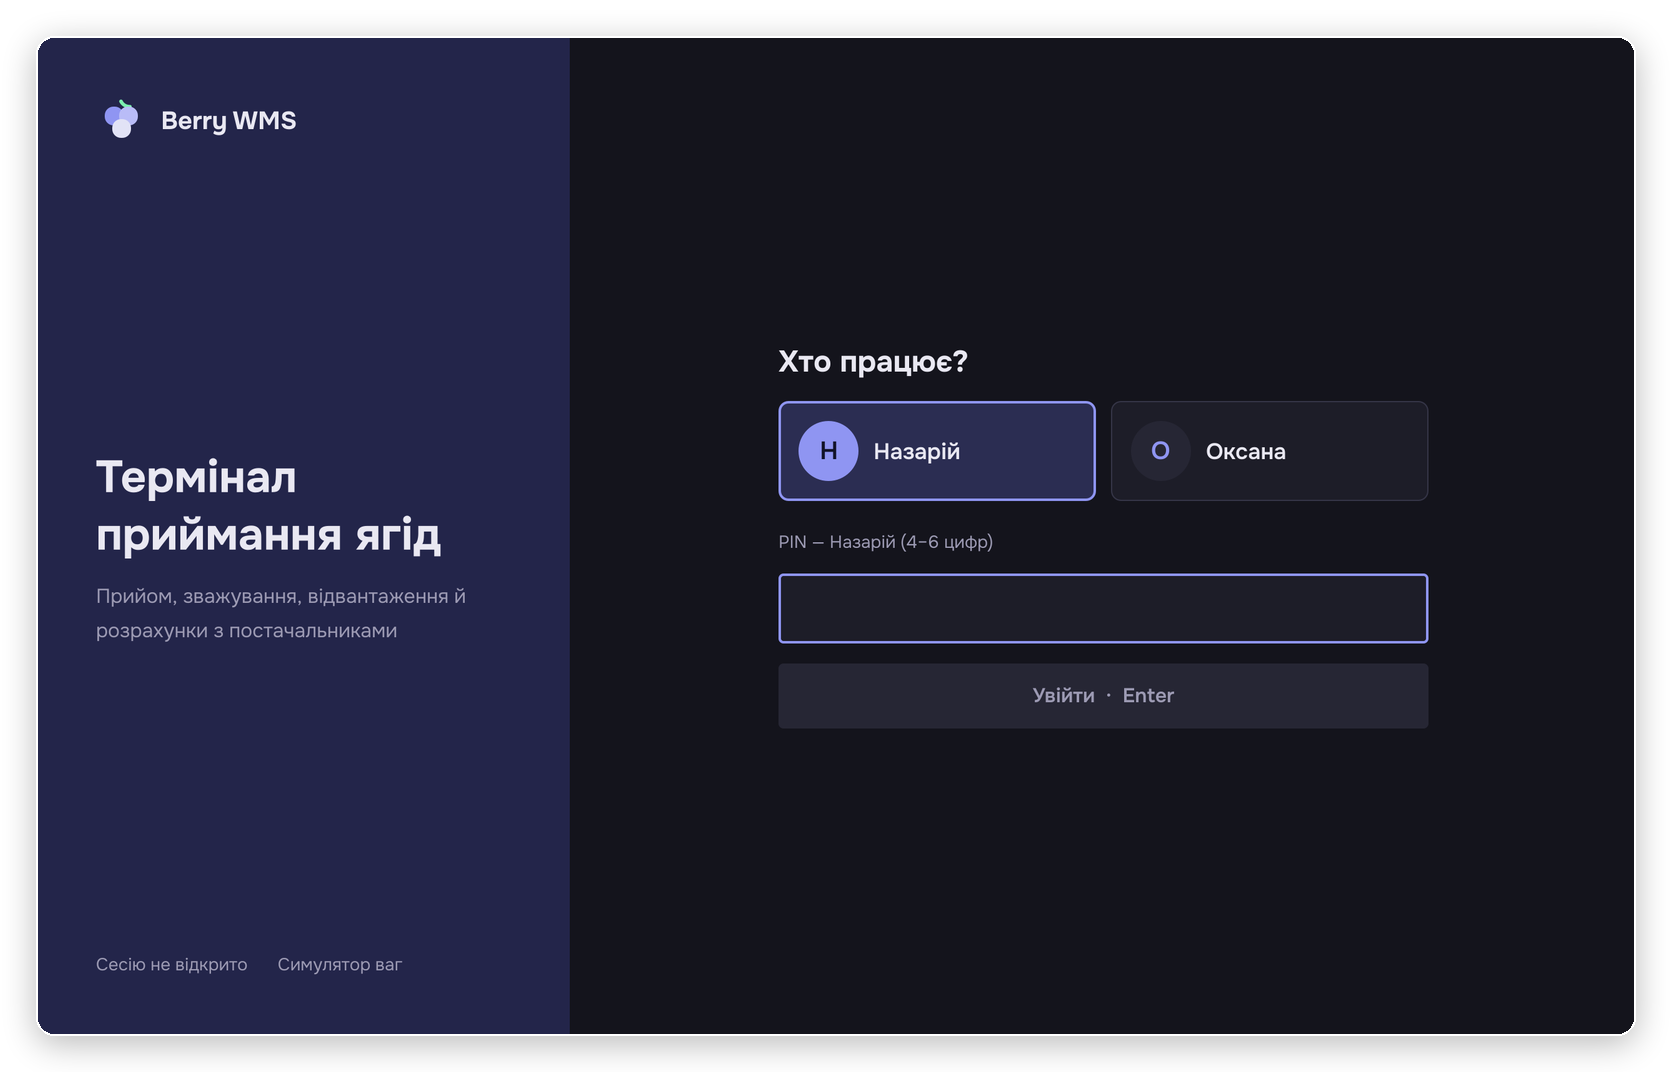 Berry WMS
Термінал
приймання ягід
Прийом, зважування, відвантаження й
розрахунки з постачальниками
Сесію не відкрито
Симулятор ваг
Хто працює?
Н Назарій
О Оксана
PIN — Назарій (4–6 цифр)
Увійти · Enter